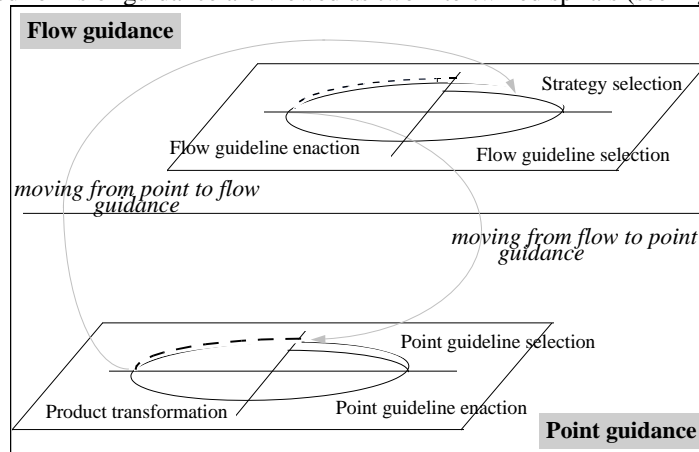 Flow guidance
Strategy selection
Flow guideline enaction
Flow guideline selection
moving from point to flow
guidance
moving from flow to point
guidance
Point guideline selection
Product transformation
Point guideline enaction
Point guidance